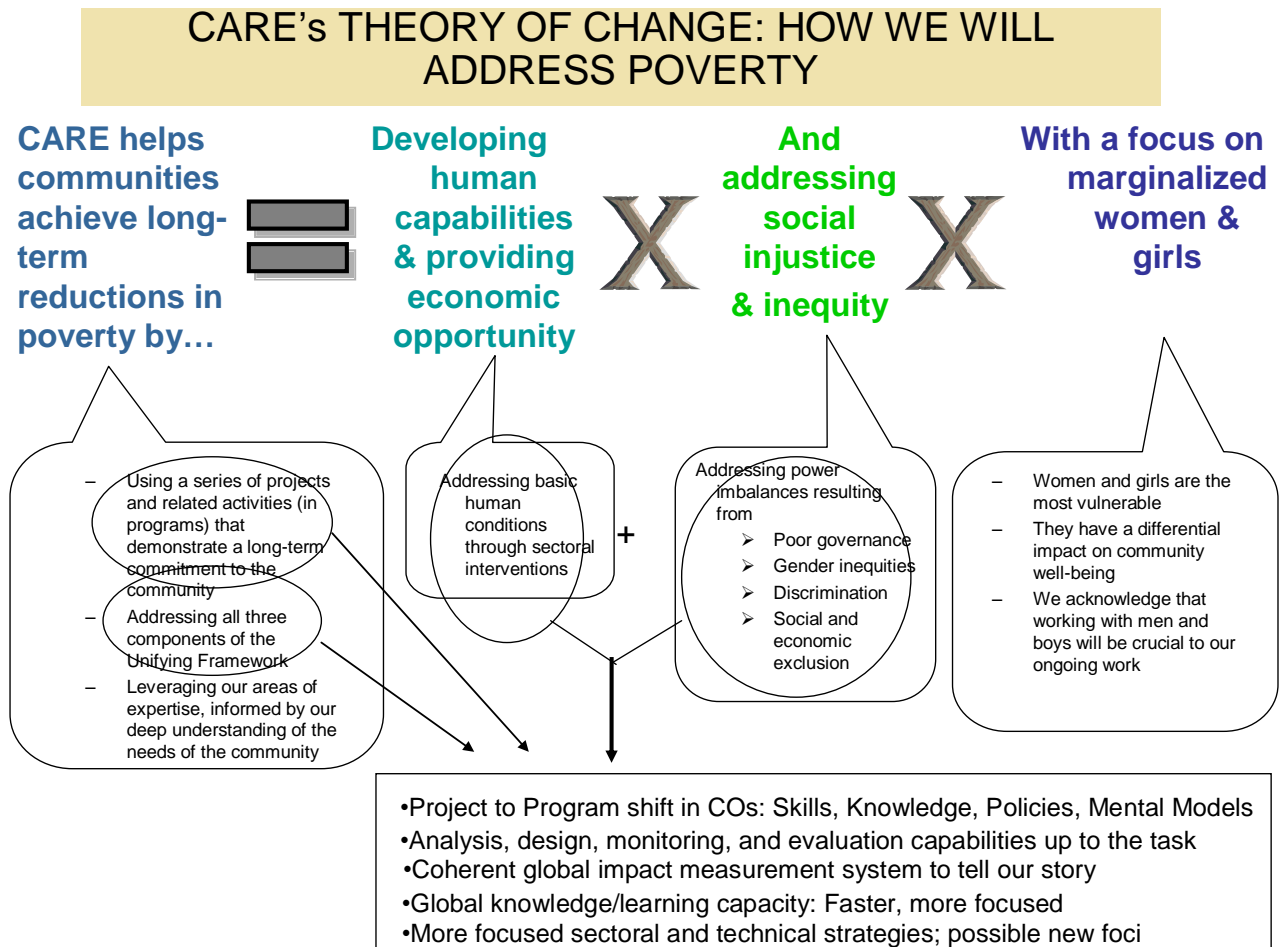 CARE's THEORY OF CHANGE: HOW WE WILL
ADDRESS POVERTY
CARE helps
communities
achieve long-
term
reductions in
poverty by…
Developing
human
capabilities
& providing
economic
opportunity
X
And
addressing
social
injustice
& inequity
X
With a focus on
marginalized
women &
girls
– Using a series of projects
and related activities (in
programs) that
demonstrate a long-term
commitment to the
community
– Addressing all three
components of the
Unifying Framework
– Leveraging our areas of
expertise, informed by our
deep understanding of the
needs of the community
Addressing basic
human
conditions
through sectoral
interventions
+
Addressing power
imbalances resulting
from
➢ Poor governance
➢ Gender inequities
➢ Discrimination
➢ Social and
economic
exclusion
– Women and girls are the
most vulnerable
– They have a differential
impact on community
well-being
– We acknowledge that
working with men and
boys will be crucial to our
ongoing work
•Project to Program shift in COs: Skills, Knowledge, Policies, Mental Models
•Analysis, design, monitoring, and evaluation capabilities up to the task
•Coherent global impact measurement system to tell our story
•Global knowledge/learning capacity: Faster, more focused
•More focused sectoral and technical strategies; possible new foci